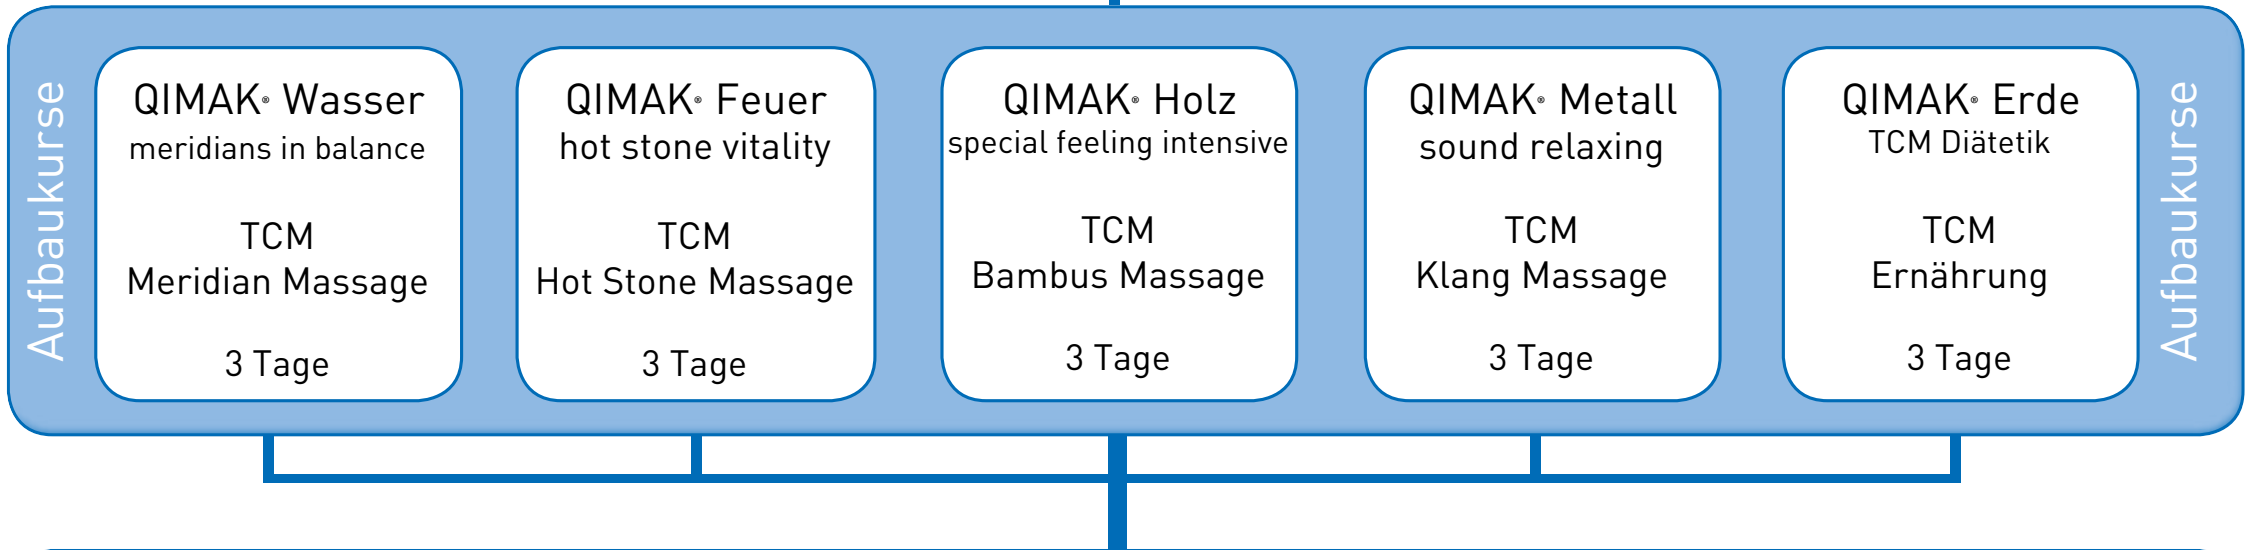 Aufbaukurse
QIMAK® Wasser
meridians in balance
TCM
Meridian Massage
3 Tage
QIMAK® Feuer
hot stone vitality
TCM
Hot Stone Massage
3 Tage
QIMAK® Holz
special feeling intensive
TCM
Bambus Massage
3 Tage
QIMAK® Metall
sound relaxing
TCM
Klang Massage
3 Tage
QIMAK® Erde
TCM Diätetik
TCM
Ernährung
3 Tage
Aufbaukurse